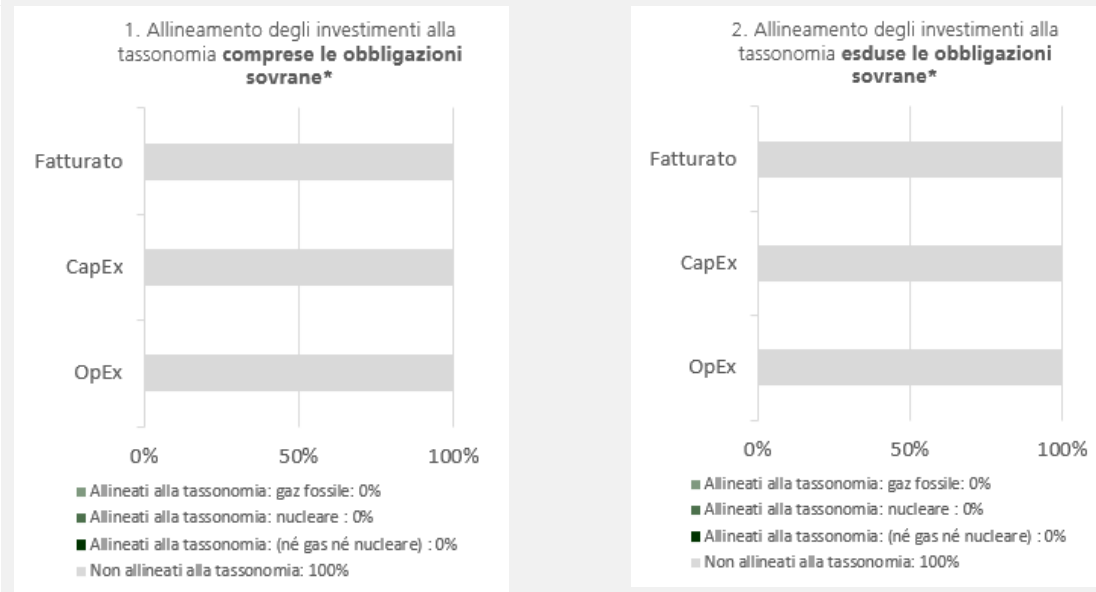 1. Allineamento degli investimenti alla
tassonomia comprese le obbligazioni
sovrane*
Fatturato
CapEx
OpEx
0% 50% 100%
Allineati alla tassonomia: gaz fossile: 0%
Allineati alla tassonomia: nucleare : 0%
Allineati alla tassonomia: (né gas né nucleare) : 0%
Non allineati alla tassonomia: 100%
2. Allineamento degli investimenti alla
tassonomia esduse le obbligazioni
sovrane*
Fatturato
CapEx
OpEx
0% 50% 100%
Allineati alla tassonomia: gaz fossile: 0%
Allineati alla tassonomia: nucleare : 0%
Allineati alla tassonomia: (né gas né nucleare) : 0%
Non allineati alla tassonomia: 100%